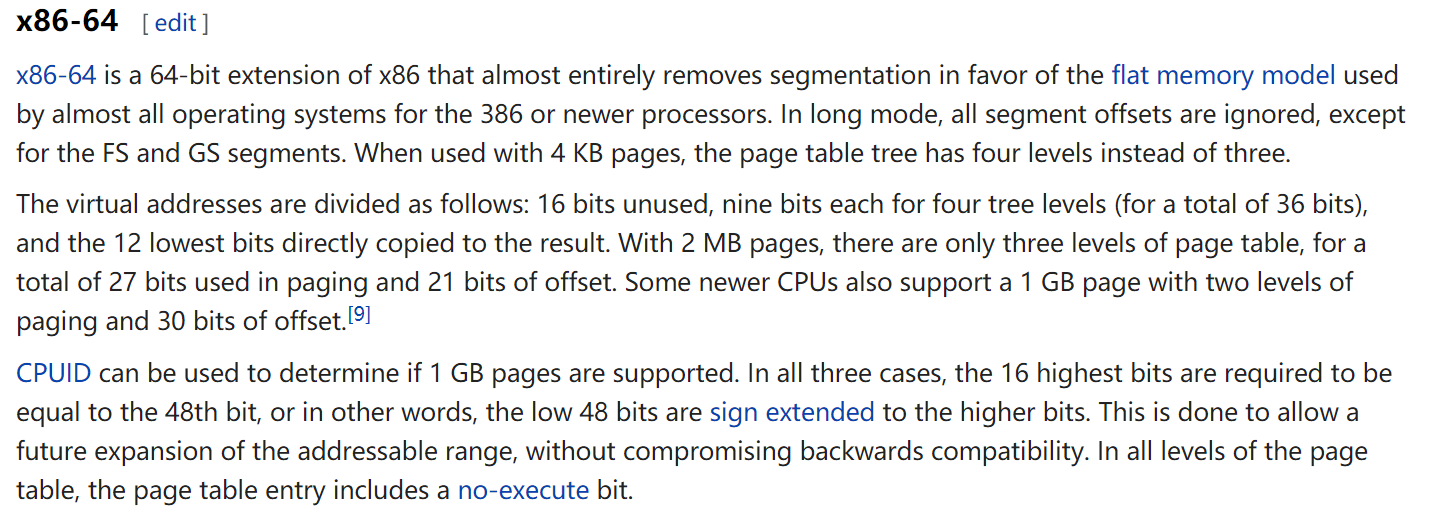 x86-64 [ edit ]
x86-64 is a 64-bit extension of x86 that almost entirely removes segmentation in favor of the flat memory model used
by almost all operating systems for the 386 or newer processors. In long mode, all segment offsets are ignored, except
for the FS and GS segments. When used with 4 KB pages, the page table tree has four levels instead of three.
The virtual addresses are divided as follows: 16 bits unused, nine bits each for four tree levels (for a total of 36 bits),
and the 12 lowest bits directly copied to the result. With 2 MB pages, there are only three levels of page table, for a
total of 27 bits used in paging and 21 bits of offset. Some newer CPUs also support a 1 GB page with two levels of
paging and 30 bits of offset.[9]
CPUID can be used to determine if 1 GB pages are supported. In all three cases, the 16 highest bits are required to be
equal to the 48th bit, or in other words, the low 48 bits are sign extended to the higher bits. This is done to allow a
future expansion of the addressable range, without compromising backwards compatibility. In all levels of the page
table, the page table entry includes a no-execute bit.